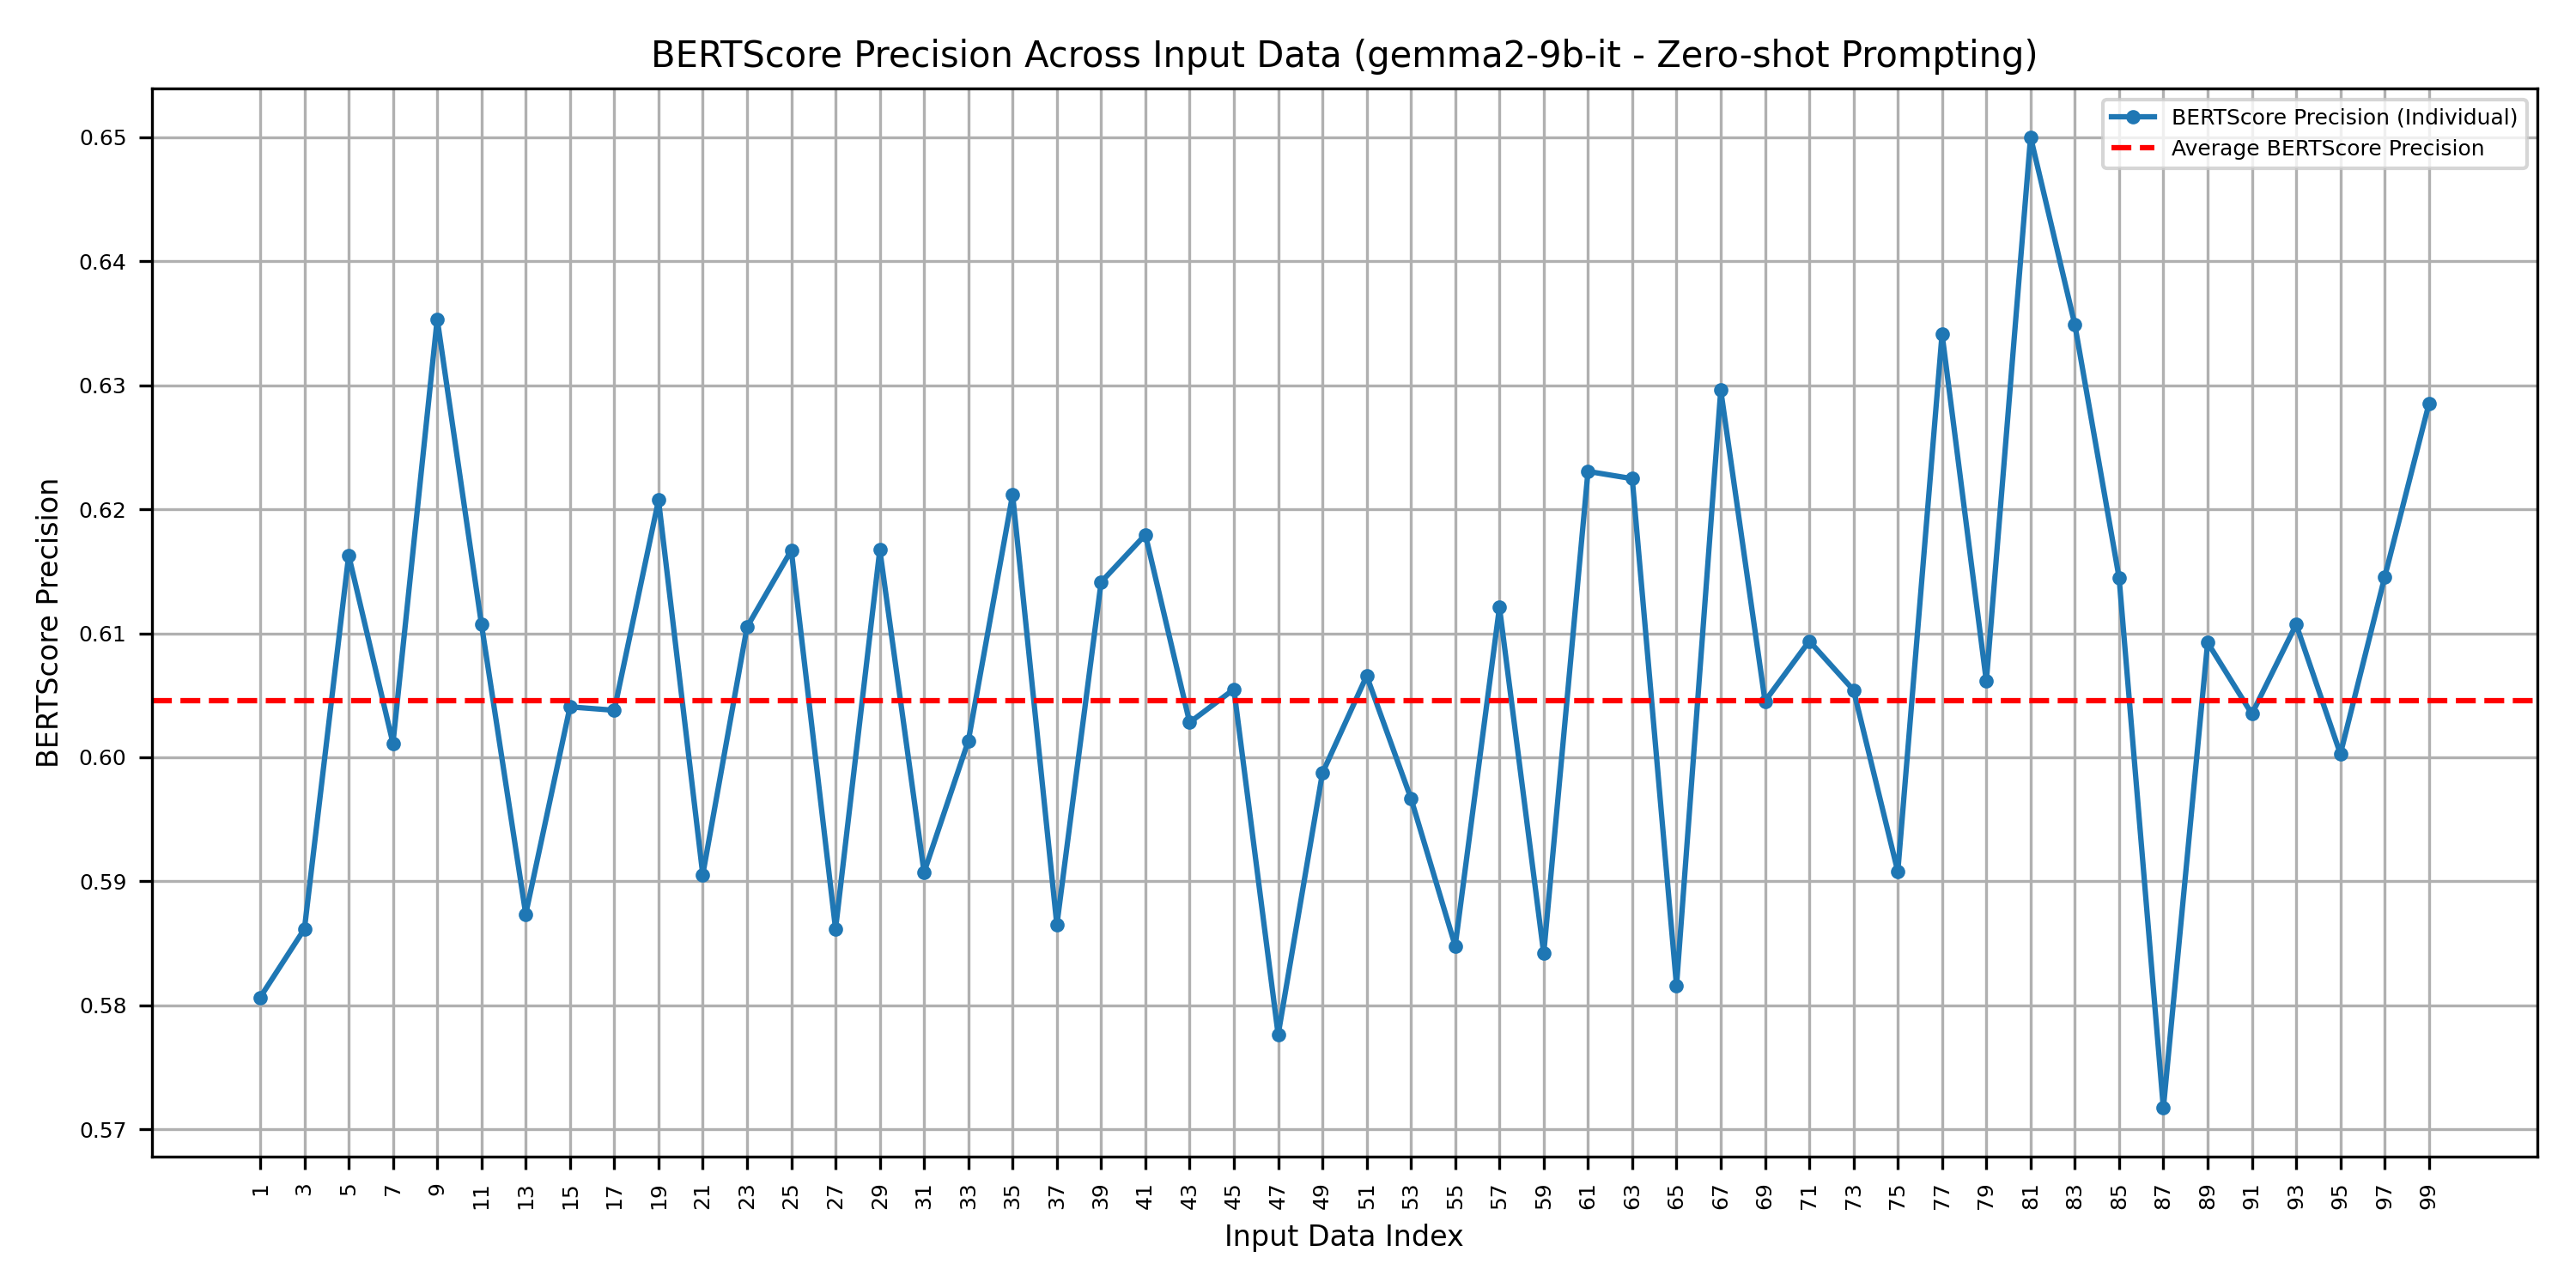 BERTScore Precision Across Input Data (gemma2-9b-it - Zero-shot Prompting)
BERTScore Precision (Individual)
Average BERTScore Precision
BERTScore Precision
0.65
0.64
0.63
0.62
0.61
0.60
0.59
0.58
0.57
1 3 5 7 9 11 13 15 17 19 21 23 25 27 29 31 33 35 37 39 41 43 45 47 49 51 53 55 57 59 61 63 65 67 69 71 73 75 77 79 81 83 85 87 89 91 93 95 97 99
Input Data Index